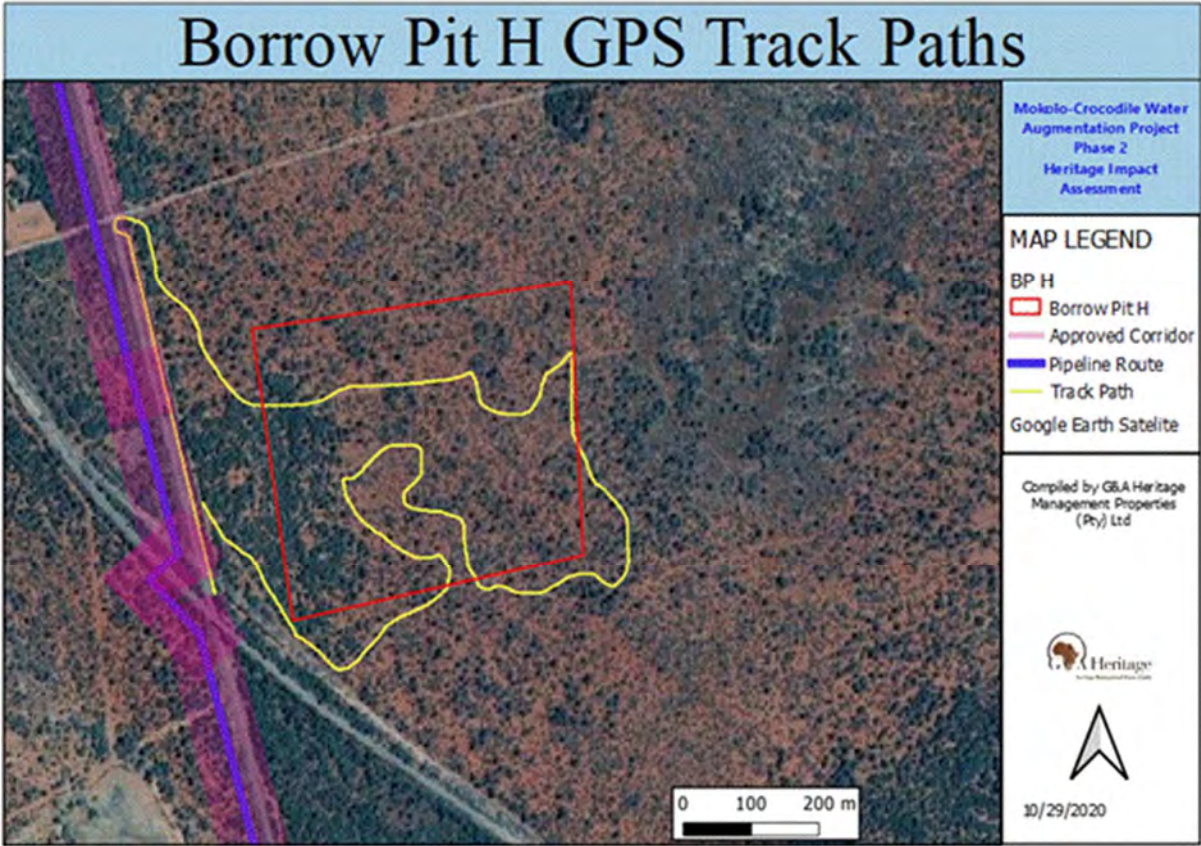 Borrow Pit H GPS Track Paths
Mokolo-Crocodile Water
Augmentation Project
Phase 2
Heritage Impact
Assessment
MAP LEGEND
BP H
Borrow Pit H
Approved Corridor
Pipeline Route
Track Path
Google Earth Satelite
Compiled by G&A Heritage
Management Properties
(Pty) Ltd
Heritage
10/29/2020
0 100 200 m